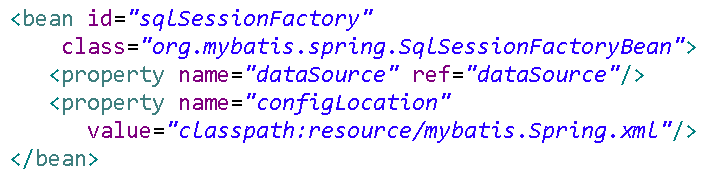 <bean id="sqlSessionFactory"
class="org.mybatis.spring.SqlSessionFactoryBean">
<property name="dataSource" ref="dataSource"/>
<property name="configLocation"
value="classpath:resource/mybatis.Spring.xml"/>
</bean>